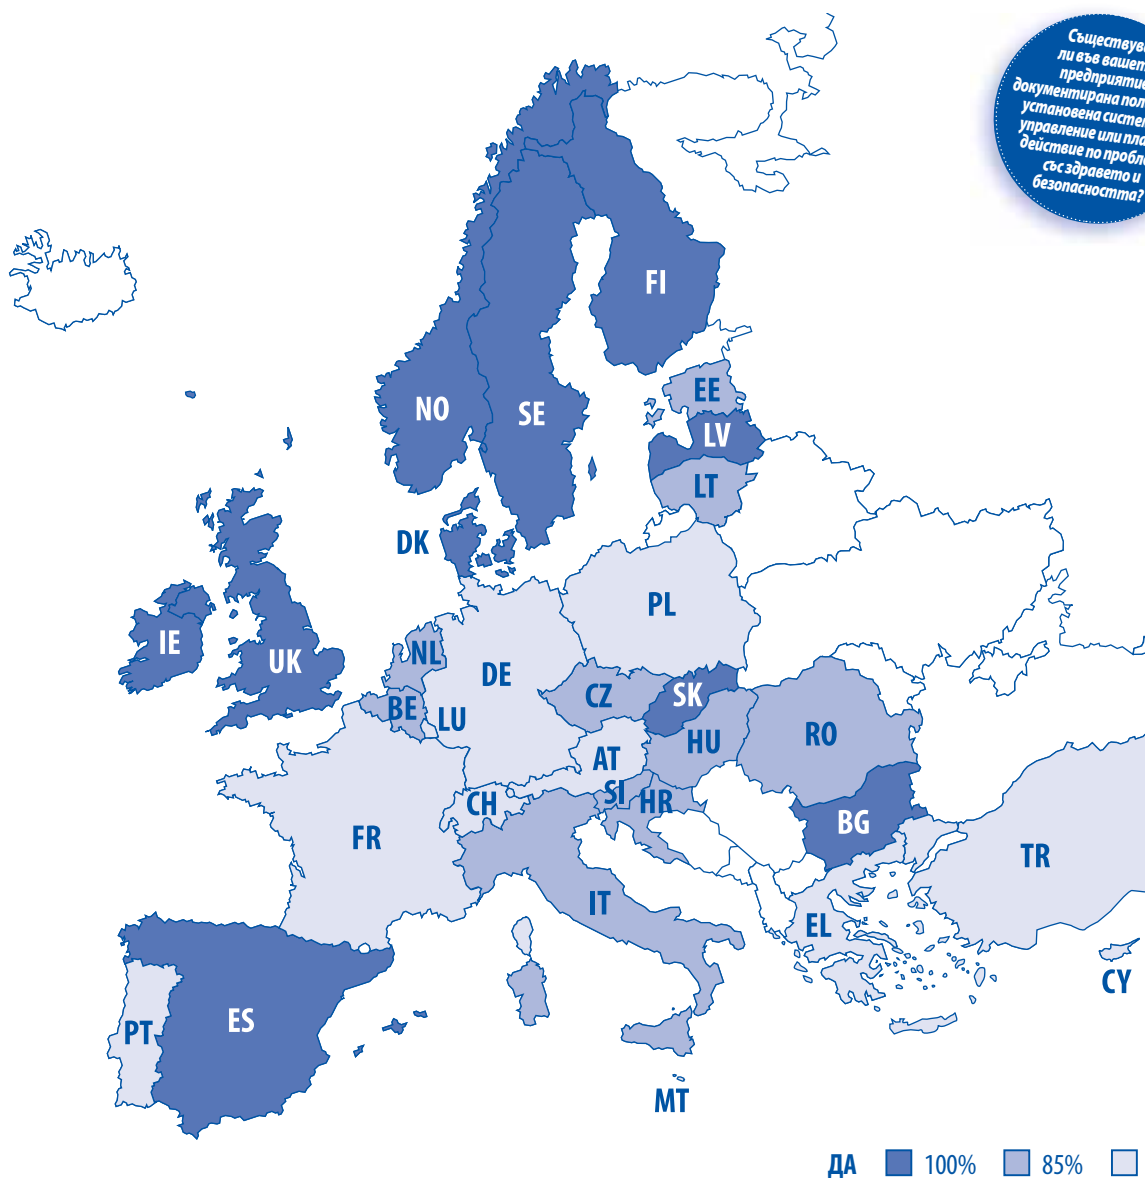 Съществува
ли във вашет
предприятие
документирана пол
установена систем
управление или пла
действие по пробле
със здравето и
безопасността?
FI
NO
SE
EE
LV
LT
DK
PL
IE
UK
NL
DE
BE
LU
CZ
SK
HU
RO
AT
CH
SI
HR
BG
FR
TR
IT
EL
CY
PT
ES
MT
ДА 100% 85%